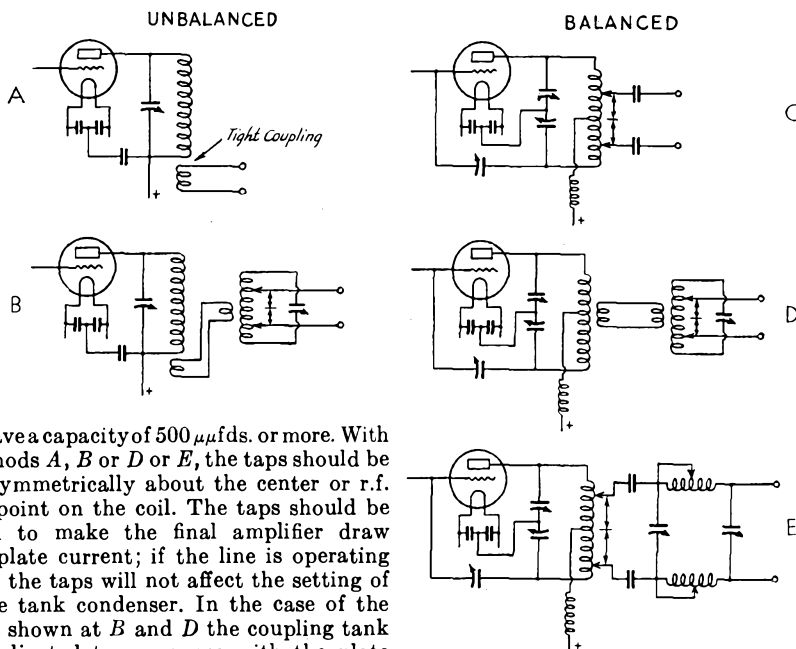 UNBALANCED
BALANCED
A
Tight Coupling
+
C
+
B
+
D
+
E
+
ve a capacity of 500 μμfds. or more. With
ods A, B or D or E, the taps should be
ymmetrically about the center or r.f.
point on the coil. The taps should be
to make the final amplifier draw
plate current; if the line is operating
the taps will not affect the setting of
e tank condenser. In the case of the
shown at B and D the coupling tank